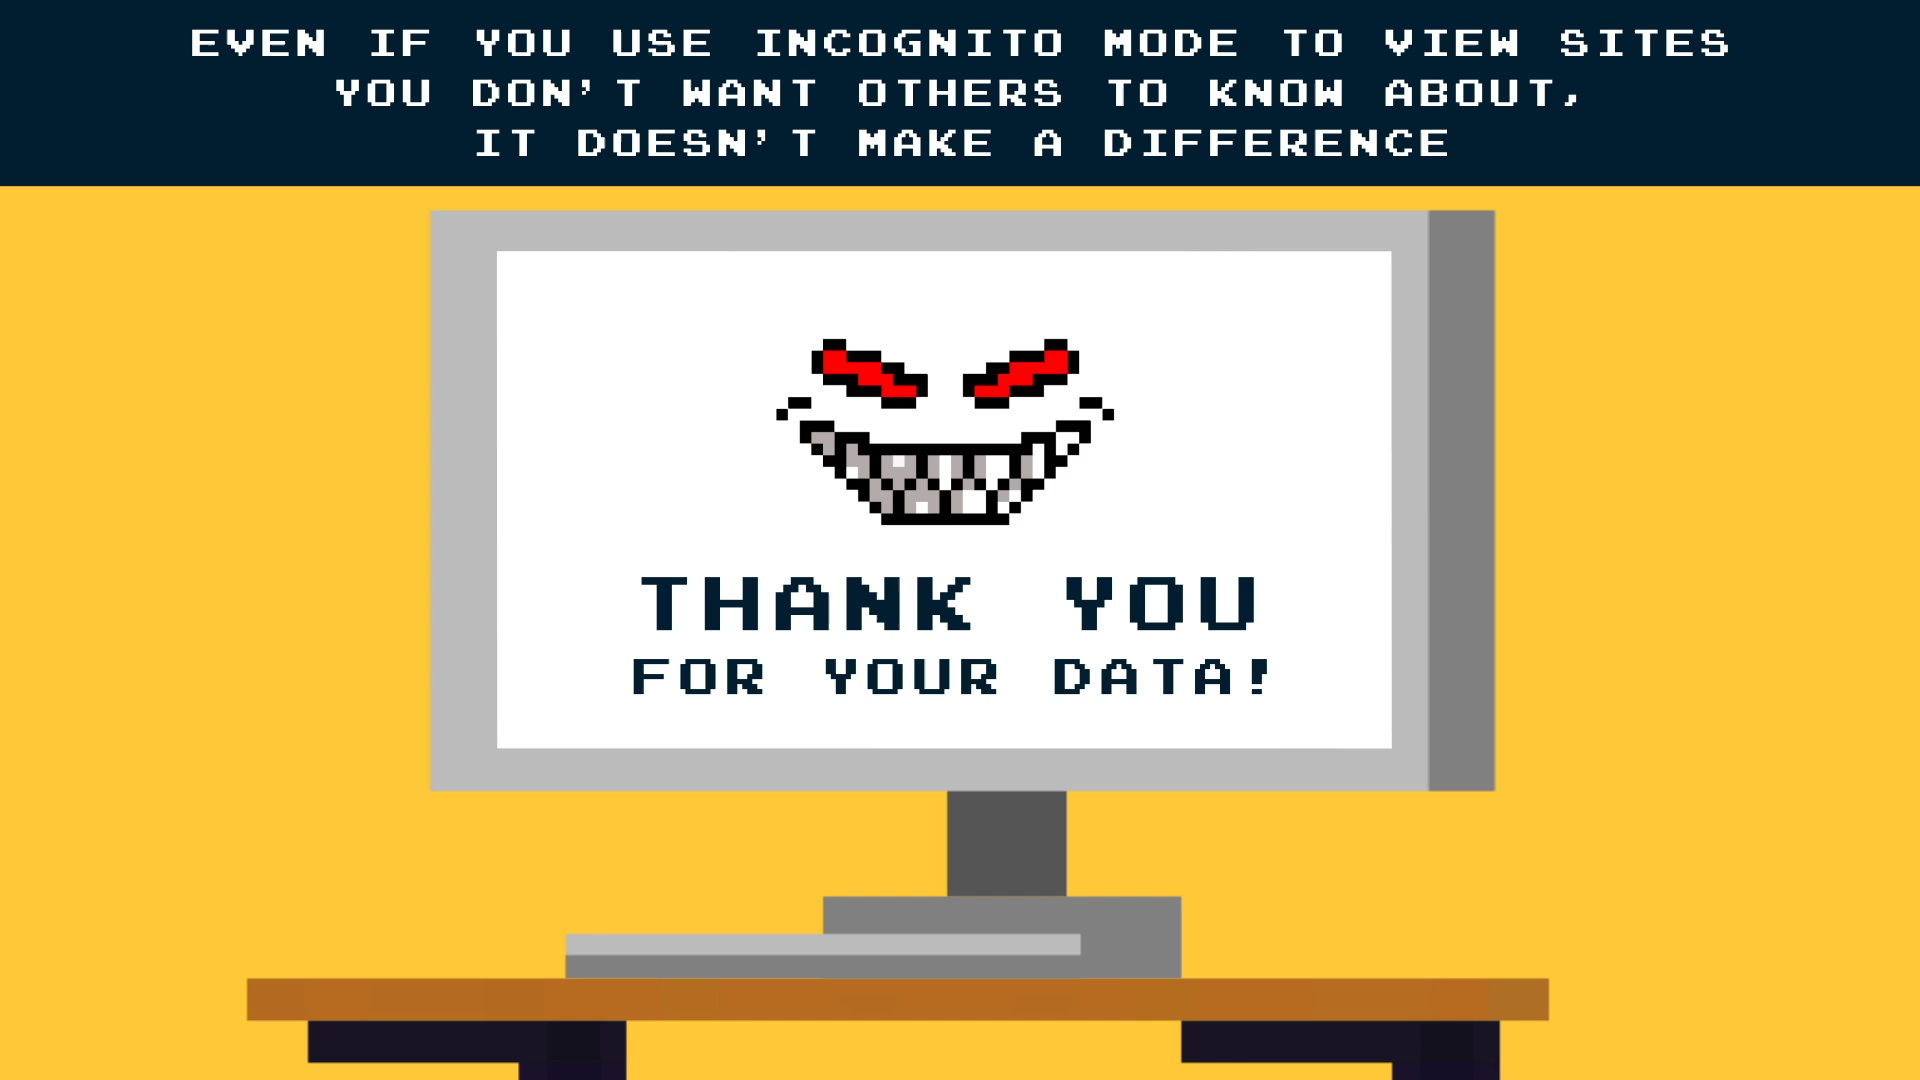 EVEN IF YOU USE INCOGNITO MODE TO VIEW SITES
YOU DON'T WANT OTHERS TO KNOW ABOUT,
IT DOESN'T MAKE A DIFFERENCE
THANK YOU
FOR YOUR DATA!